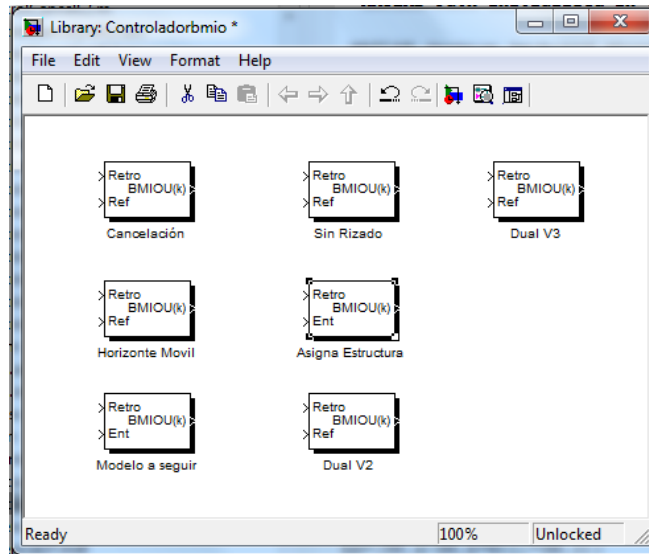 Library: Controladorbmio *
File Edit View Format Help
Retro
BMIOU(k)
Ref
Cancelación
Retro
BMIOU(k)
Ref
Sin Rizado
Retro
BMIOU(k)
Ref
Dual V3
Retro
BMIOU(k)
Ref
Horizonte Movil
Retro
BMIOU(k)
Ent
Asigna Estructura
Retro
BMIOU(k)
Ent
Modelo a seguir
Retro
BMIOU(k)
Ref
Dual V2
Ready 100% Unlocked